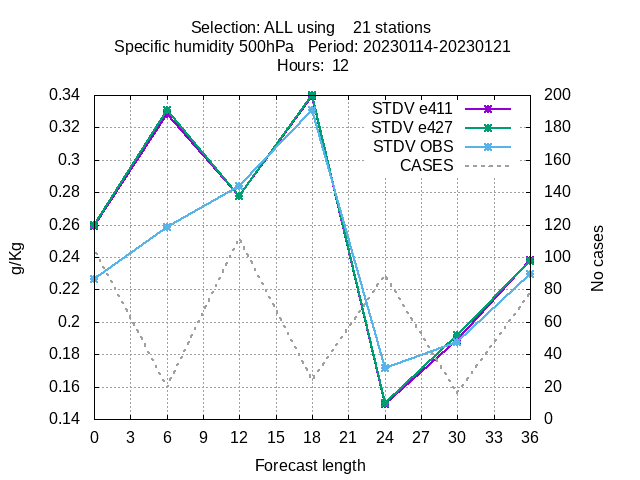 Selection: ALL using    21 stations
Specific humidity 500hPa   Period: 20230114-20230121
Hours:  12
STDV e411
STDV e427
STDV OBS
CASES
0.34
0.32
0.3
0.28
0.26
0.24
0.22
0.2
0.18
0.16
0.14
g/Kg
200
180
160
140
120
100
80
60
40
20
0
No cases
0 3 6 9 12 15 18 21 24 27 30 33 36
Forecast length